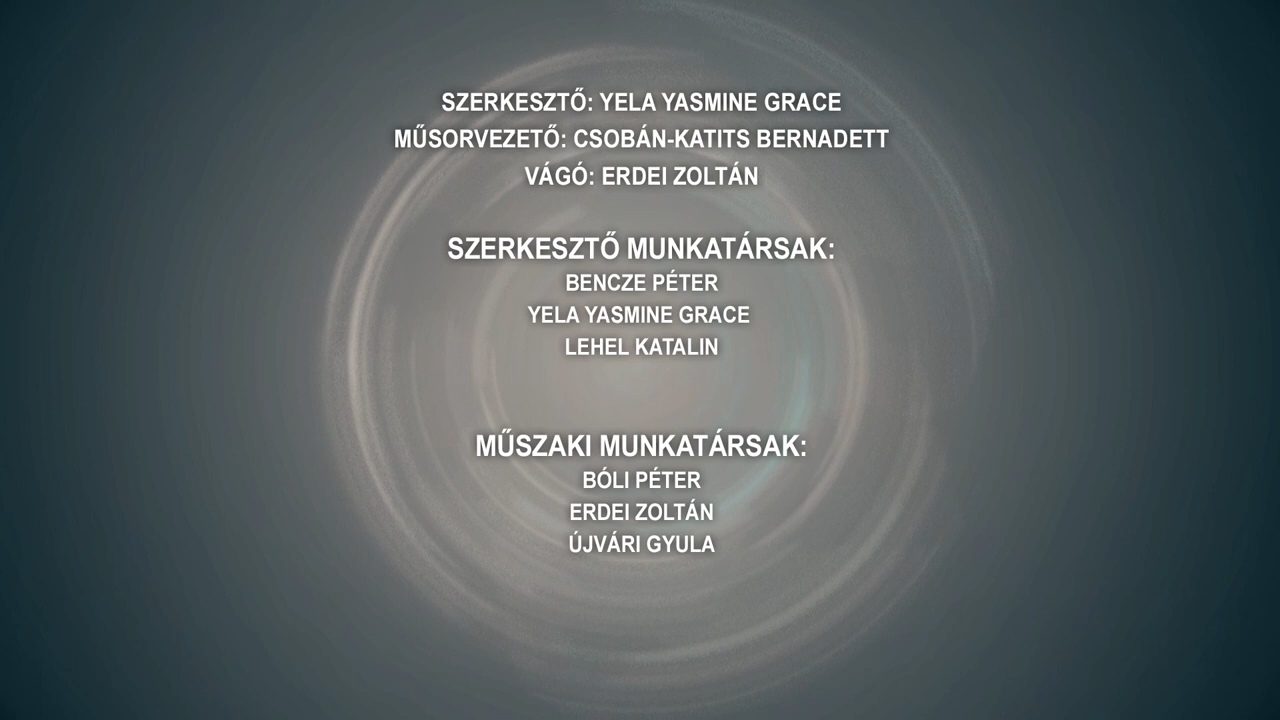 SZERKESZTŐ: YELA YASMINE GRACE
MŰSORVEZETŐ: CSOBÁN-KATITS BERNADETT
VÁGÓ: ERDEI ZOLTÁN
SZERKESZTŐ MUNKATÁRSAK:
BENCZE PÉTER
YELA YASMINE GRACE
LEHEL KATALIN
MŰSZAKI MUNKATÁRSAK:
BÓLI PÉTER
ERDEI ZOLTÁN
ÚJVÁRI GYULA